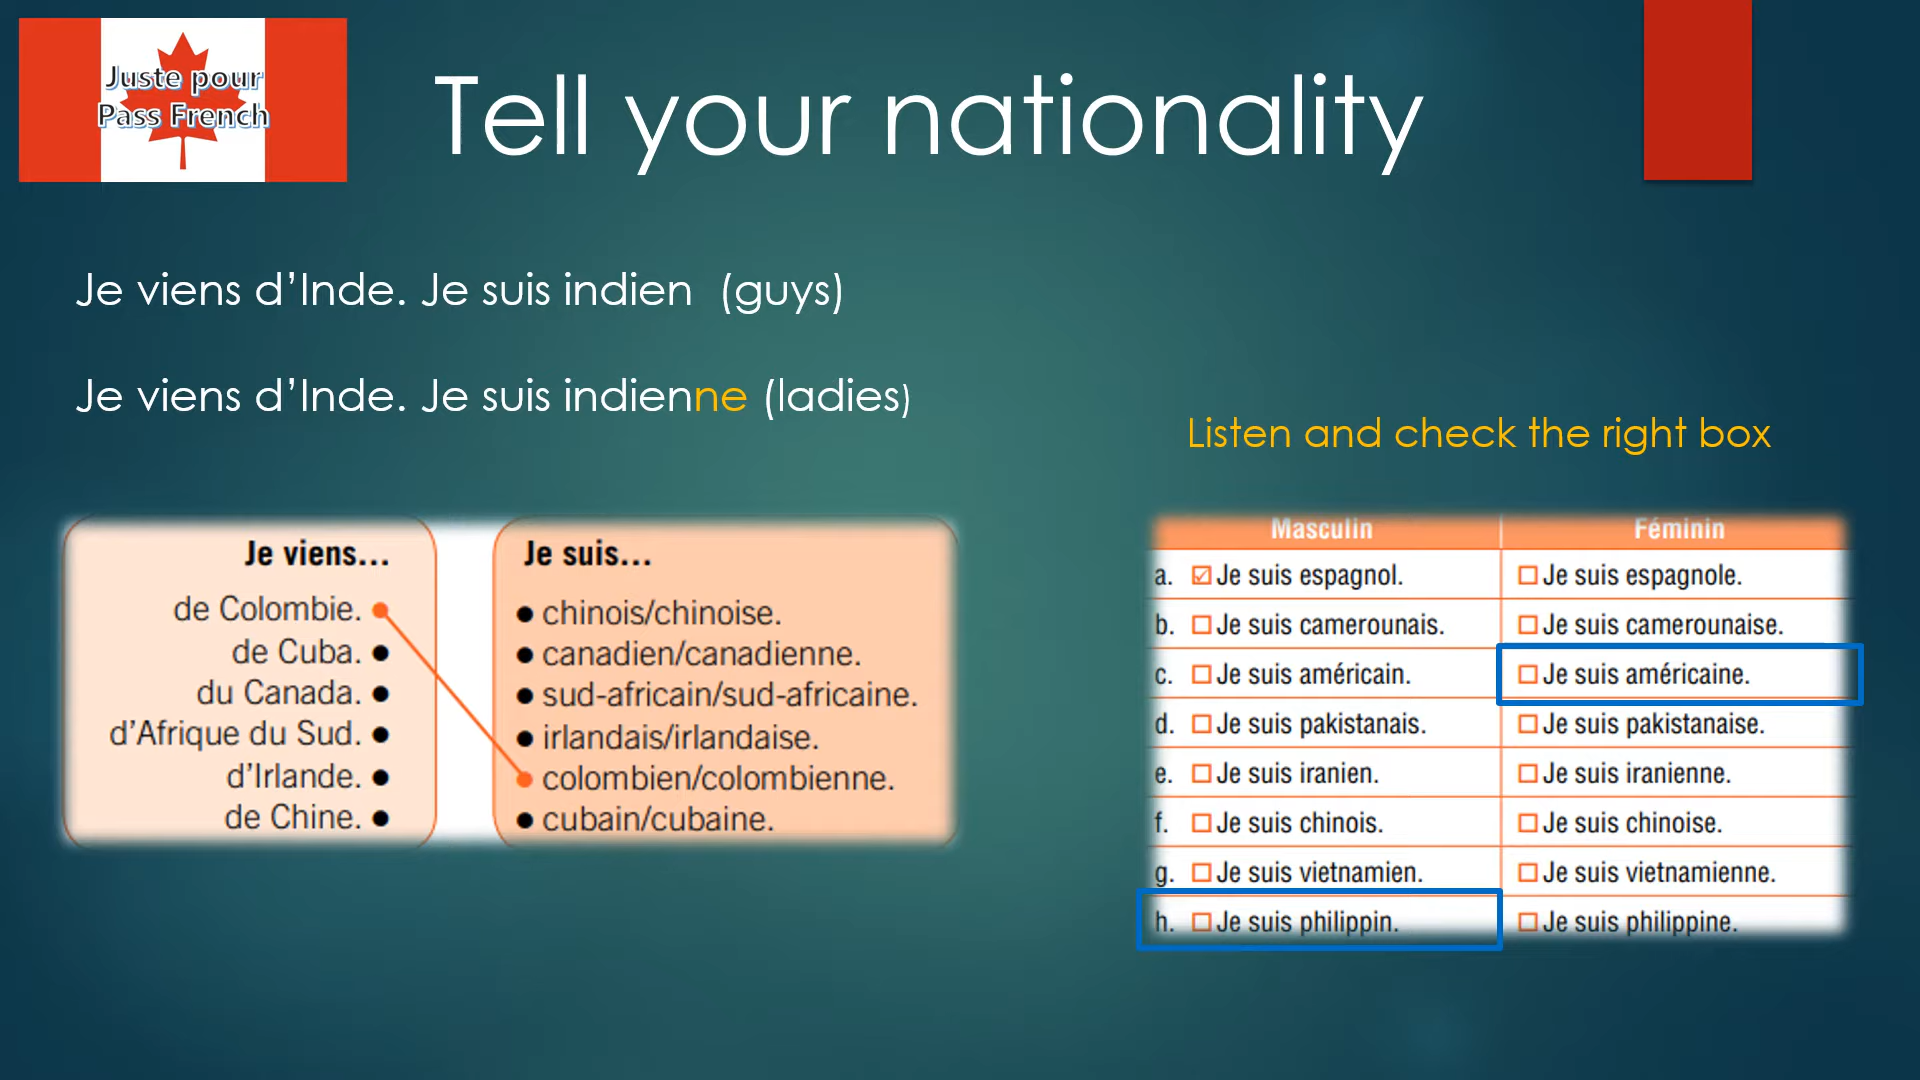 Juste pour
Pass French
Tell your nationality
Je viens d’Inde. Je suis indien (guys)
Je viens d’Inde. Je suis indienne (ladies)
Listen and check the right box
Je viens...
de Colombie.
de Cuba.
du Canada.
d’Afrique du Sud.
d’Irlande.
de Chine.
Je suis...
chinois/chinoise.
canadien/canadienne.
sud-africain/sud-africaine.
irlandais/irlandaise.
colombien/colombienne.
cubain/cubaine.
Masculin Féminin
a. Je suis espagnol. Je suis espagnole.
b. Je suis camerounais. Je suis camerounaise.
c. Je suis américain. Je suis américaine.
d. Je suis pakistanais. Je suis pakistanaise.
e. Je suis iranien. Je suis iranienne.
f. Je suis chinois. Je suis chinoise.
g. Je suis vietnamien. Je suis vietnamienne.
h. Je suis philippin. Je suis philippine.